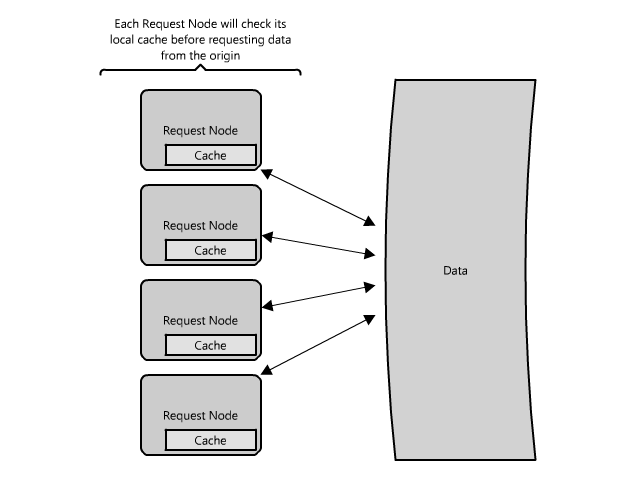 Each Request Node will check its
local cache before requesting data
from the origin
Request Node
Cache
Request Node
Cache
Request Node
Cache
Request Node
Cache
Data